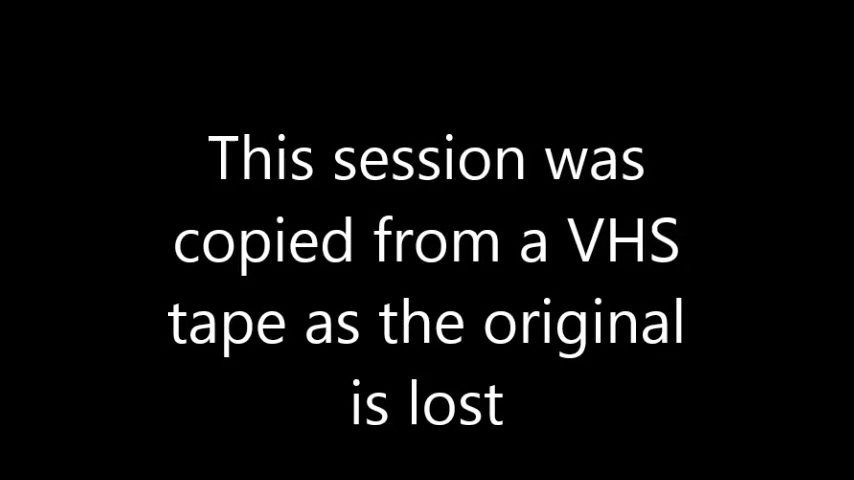 This session was
copied from a VHS
tape as the original
is lost